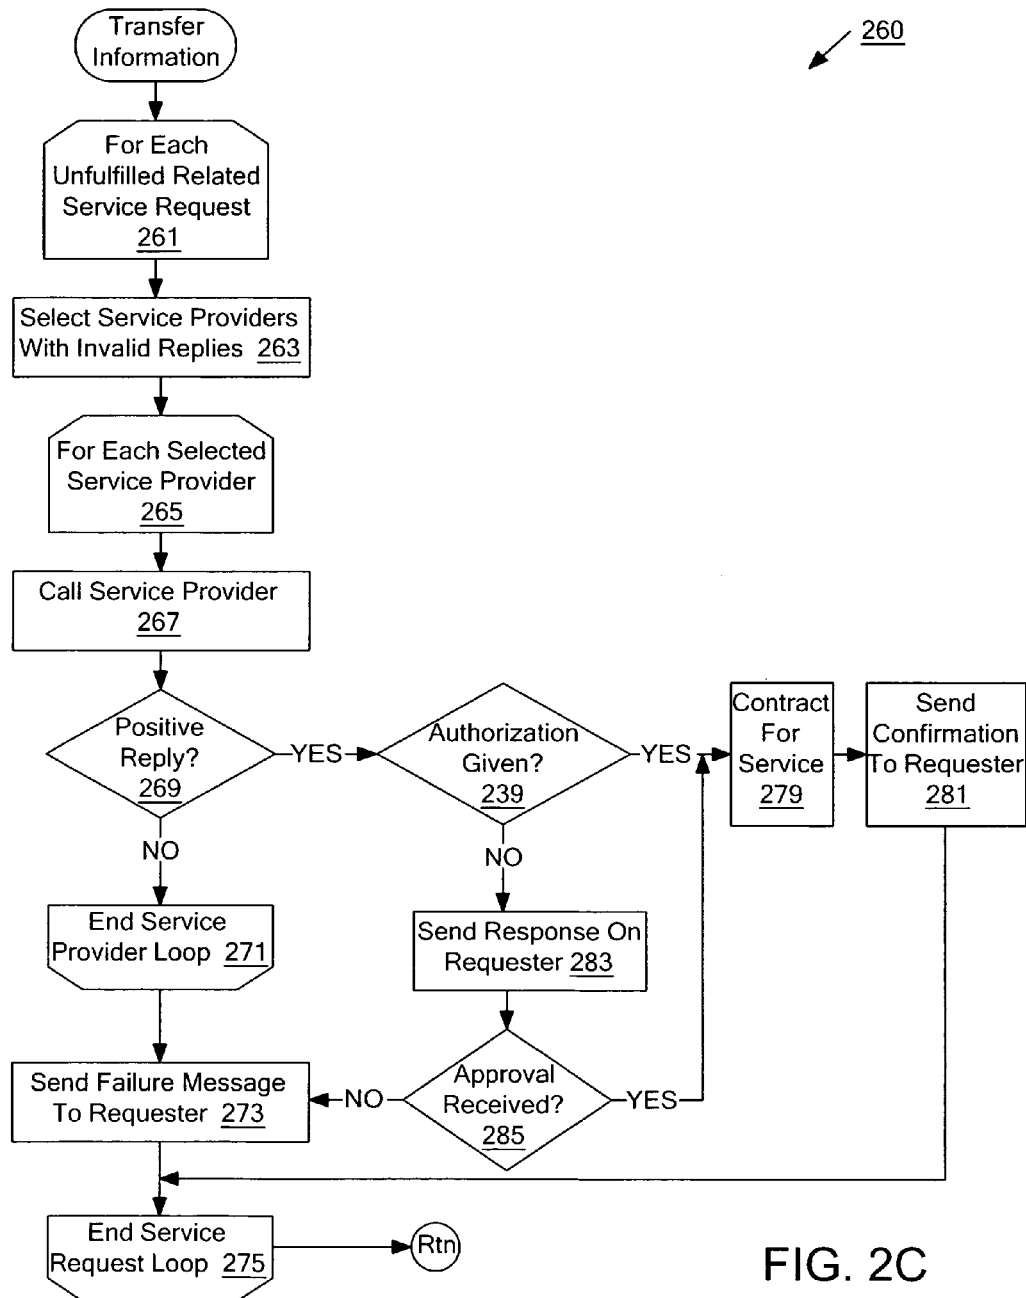 Transfer
Information
260
For Each
Unfulfilled Related
Service Request
261
Select Service Providers
With Invalid Replies 263
For Each Selected
Service Provider
265
Call Service Provider
267
Positive
Reply?
269
YES
Authorization
Given?
239
YES
Contract
For
Service
279
Send
Confirmation
To Requester
281
NO
NO
End Service
Provider Loop 271
Send Response On
Requester 283
Send Failure Message
To Requester 273
NO
Approval
Received?
285
YES
End Service
Request Loop 275
Rtn
FIG. 2C